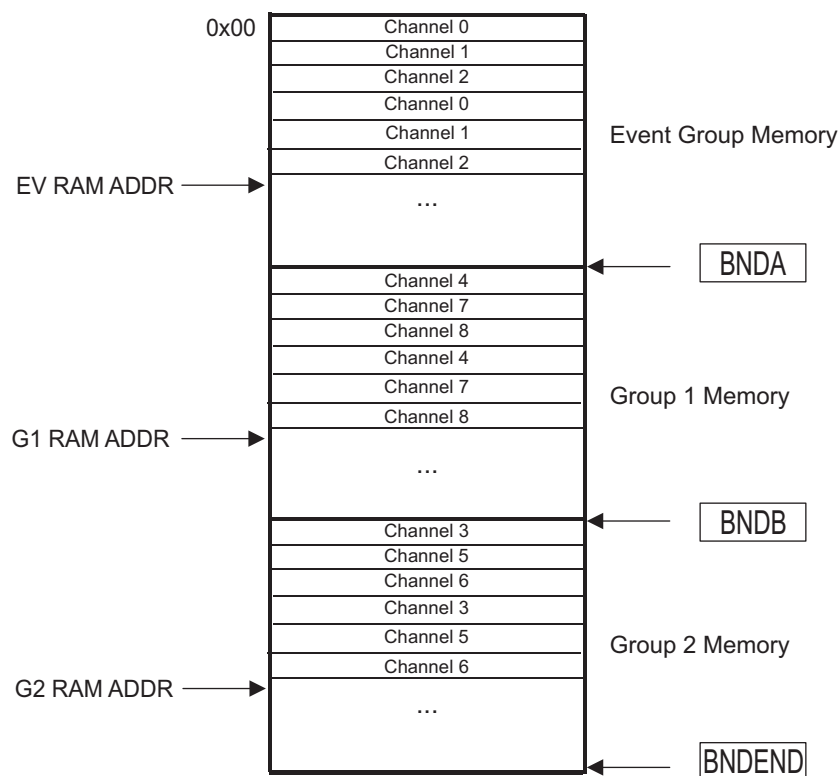 0x00
Channel 0
Channel 1
Channel 2
Channel 0
Channel 1
Channel 2
...
Event Group Memory
EV RAM ADDR
BNDA
Channel 4
Channel 7
Channel 8
Channel 4
Channel 7
Channel 8
...
Group 1 Memory
G1 RAM ADDR
BNDB
Channel 3
Channel 5
Channel 6
Channel 3
Channel 5
Channel 6
...
Group 2 Memory
G2 RAM ADDR
BNDEND